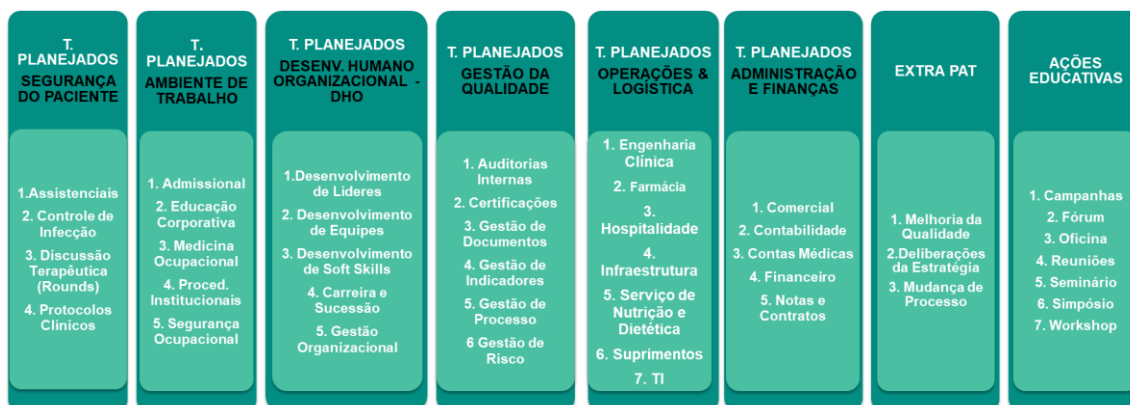 T.
PLANEJADOS
SEGURANÇA
DO PACIENTE
1.Assistenciais
2. Controle de
Infecção
3. Discussão
Terapêutica
(Rounds)
4. Protocolos
Clinicos
T.
PLANEJADOS
AMBIENTE DE
TRABALHO
1. Admissional
2. Educação
Corporativa
3. Medicina
Ocupacional
4. Proced.
Institucionais
5. Segurança
Ocupacional
T. PLANEJADOS
DESENV. HUMANO
ORGANIZACIONAL -
DHO
1.Desenvolvimento
de Lideres
2. Desenvolvimento
de Equipes
3. Desenvolvimento
de Soft Skills
4. Carreira e
Sucessão
5. Gestão
Organizacional
T. PLANEJADOS
GESTÃO DA
QUALIDADE
1. Auditorias
Internas
2. Certificações
3. Gestão de
Documentos
4. Gestão de
Indicadores
5. Gestão de
Processo
6 Gestão de
Risco
T. PLANEJADOS
OPERAÇÕES &
LOGÍSTICA
1. Engenharia
Clínica
2. Farmácia
3.
Hospitalidade
4.
Infraestrutura
5. Serviço de
Nutrição e
Dietética
6. Suprimentos
7. TI
T. PLANEJADOS
ADMINISTRAÇÃO
E FINANÇAS
1. Comercial
2. Contabilidade
3. Contas Médicas
4. Financeiro
5. Notas e
Contratos
EXTRA PAT
1. Melhoria da
Qualidade
2.Deliberações
da Estratégia
3. Mudança de
Processo
AÇÕES
EDUCATIVAS
1. Campanhas
2. Fórum
3. Oficina
4. Reuniões
5. Seminário
6. Simpósio
7. Workshop